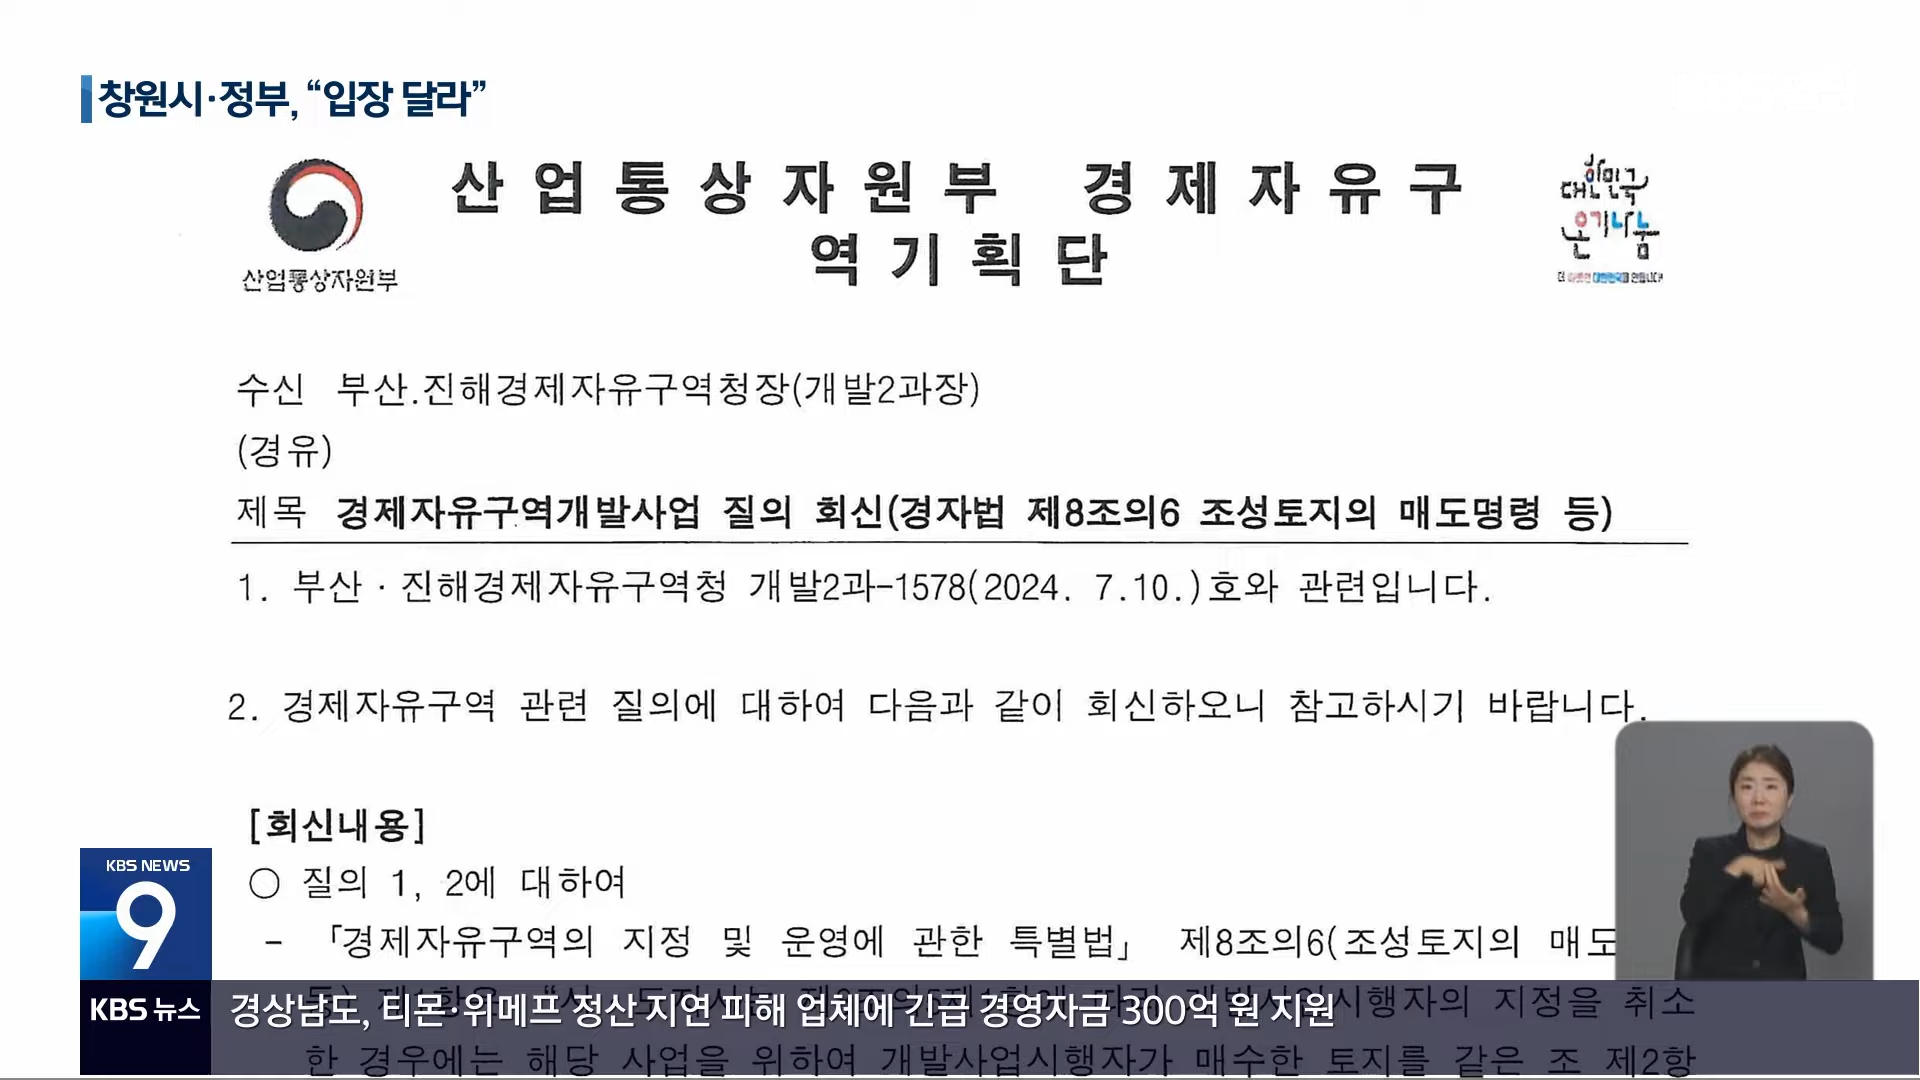 창원시·정부, “입장 달라”
산업통상자원부 경제자유구
역기획단
산업통상자원부
대한민국
온기나눔
수신 부산.진해경제자유구역청장(개발2과장)
(경유)
제목 경제자유구역개발사업 질의 회신(경자법 제8조의6 조성토지의 매도명령 등)
1. 부산·진해경제자유구역청 개발2과-1578(2024. 7.10.)호와 관련입니다.
2. 경제자유구역 관련 질의에 대하여 다음과 같이 회신하오니 참고하시기 바랍니다.
[회신내용]
○ 질의 1, 2에 대하여
- 「경제자유구역의 지정 및 운영에 관한 특별법」 제8조의6(조성토지의 매도
개발사업시행자의 지정을 취소
한 경우에는 해당 사업을 위하여 개발사업시행자가 매수한 토지를 같은 조 제2항
KBS NEWS
9
KBS 뉴스
경상남도, 티몬·위메프 정산 지연 피해 업체에 긴급 경영자금 300억 원 지원